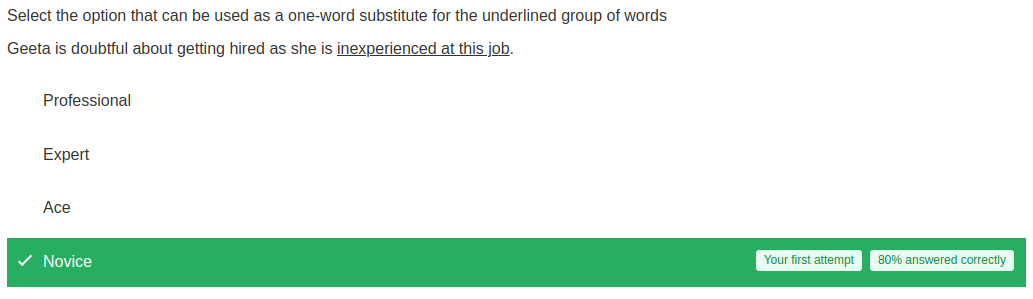 Select the option that can be used as a one-word substitute for the underlined group of words
Geeta is doubtful about getting hired as she is inexperienced at this job.
Professional
Expert
Ace
Novice Your first attempt 80% answered correctly